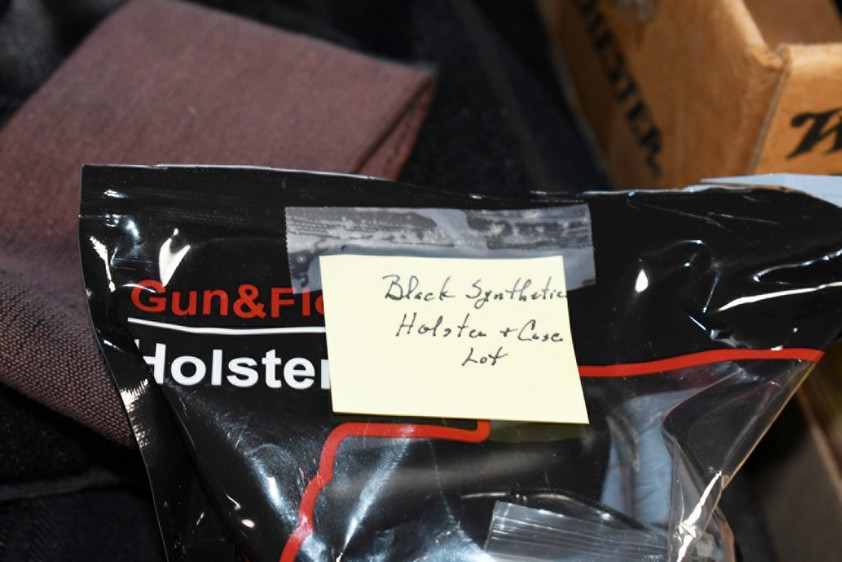 Gun&Fl
Holster
Black Synthetic
Holster + Case
Lot